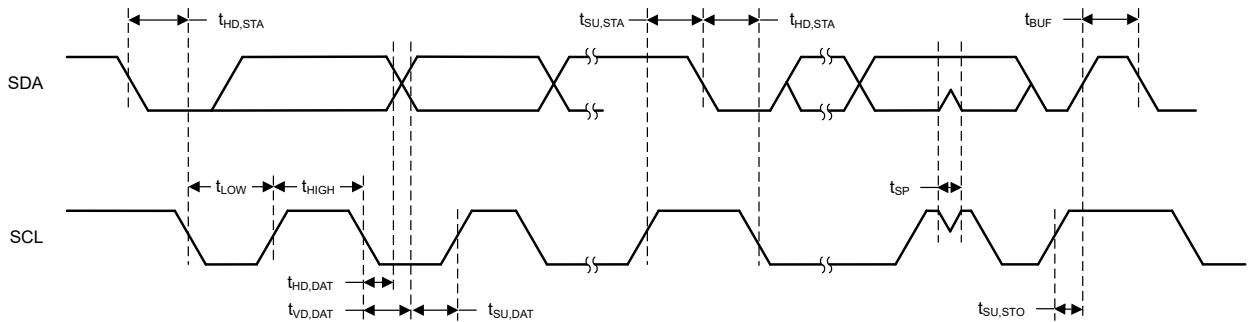 tHD,STA
tSU,STA
tHD,STA
tBUF
SDA
tLOW
tHIGH
tSP
SCL
tHD,DAT
tVD,DAT
tSU,DAT
tSU,STO